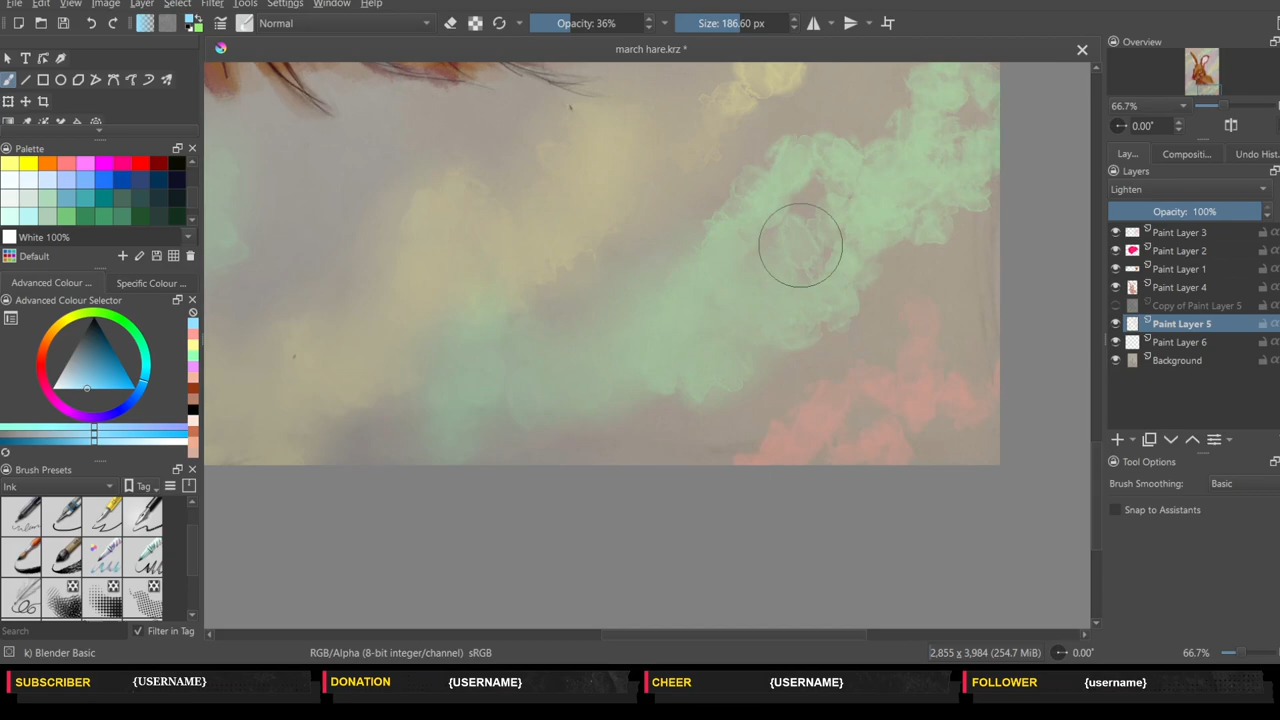 File Edit View Image Layer Select Filter Tools Settings Window Help
Normal
Opacity: 36%
Size: 186.60 px
march hare.krz *
Overview
66.7%
0.00°
Palette
White 100%
Default
Advanced Colour ...
Specific Colour ...
Advanced Colour Selector
Brush Presets
Ink
Tag
Search
Filter in Tag
Lay...
Compositi...
Undo Hist.
Layers
Lighten
Opacity: 100%
Paint Layer 3
Paint Layer 2
Paint Layer 1
Paint Layer 4
Copy of Paint Layer 5
Paint Layer 5
Paint Layer 6
Background
Tool Options
Brush Smoothing:
Basic
Snap to Assistants
k) Blender Basic
RGB/Alpha (8-bit integer/channel) sRGB
2,855 x 3,984 (254.7 MiB)
0.00°
66.7%
SUBSCRIBER {USERNAME}
DONATION {USERNAME}
CHEER {USERNAME}
FOLLOWER {username}